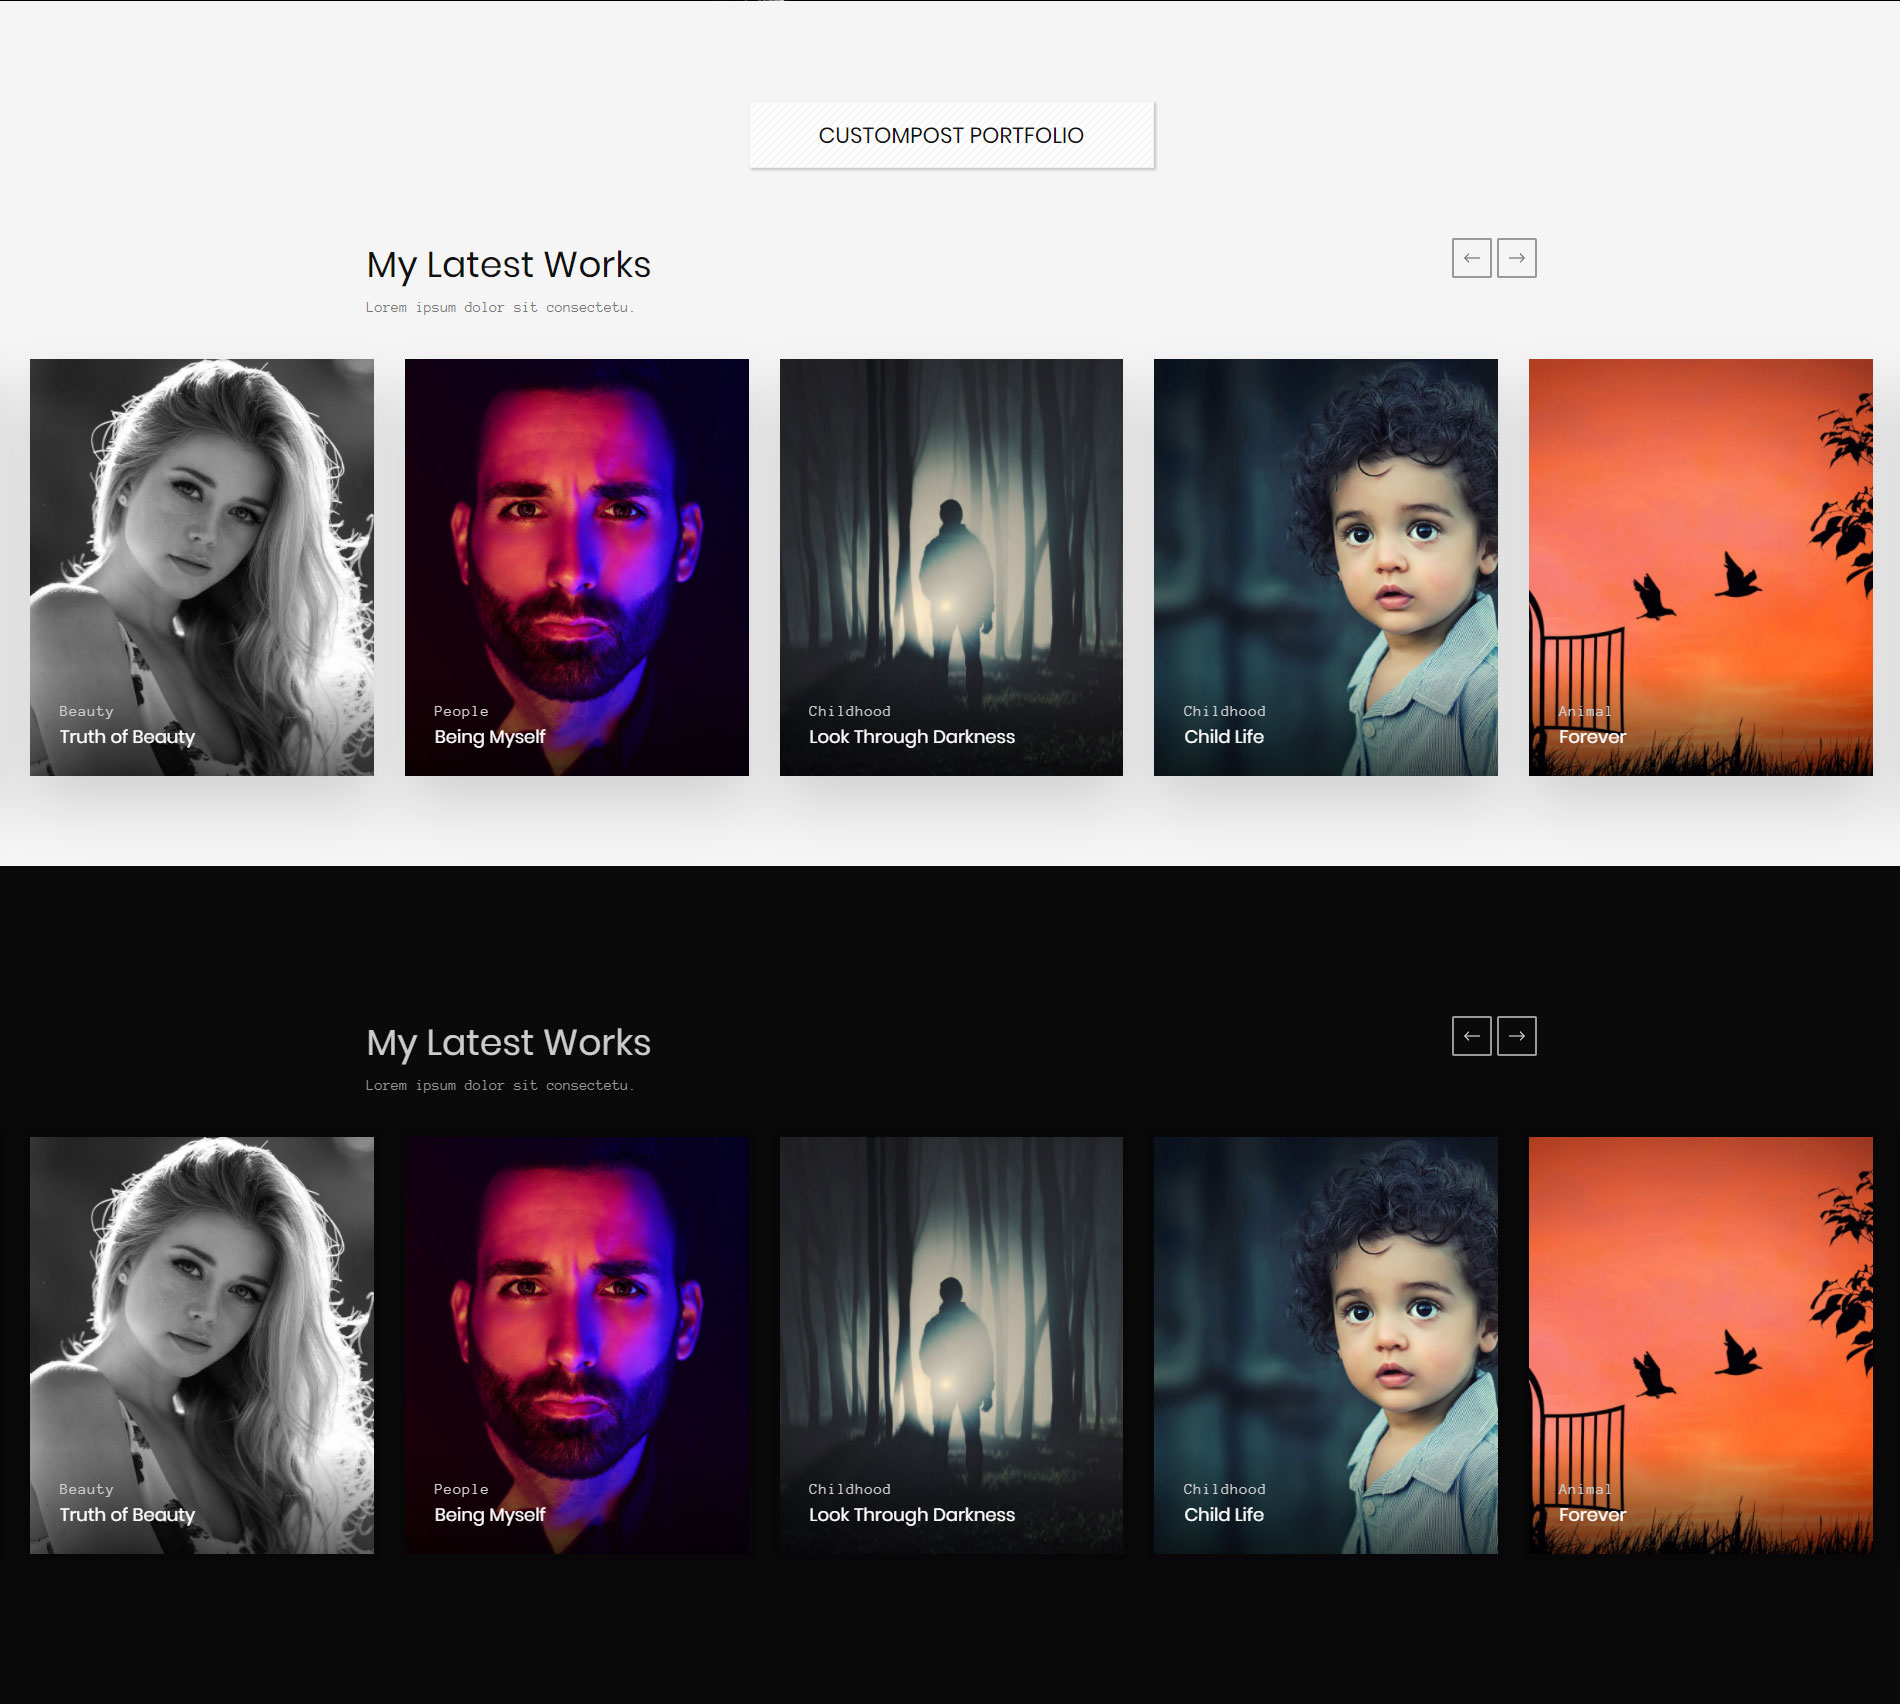 CUSTOMPOST PORTFOLIO
My Latest Works
Lorem ipsum dolor sit consectetu.
Beauty
Truth of Beauty
People
Being Myself
Childhood
Look Through Darkness
Childhood
Child Life
Animal
Forever
My Latest Works
Lorem ipsum dolor sit consectetu.
Beauty
Truth of Beauty
People
Being Myself
Childhood
Look Through Darkness
Childhood
Child Life
Animal
Forever